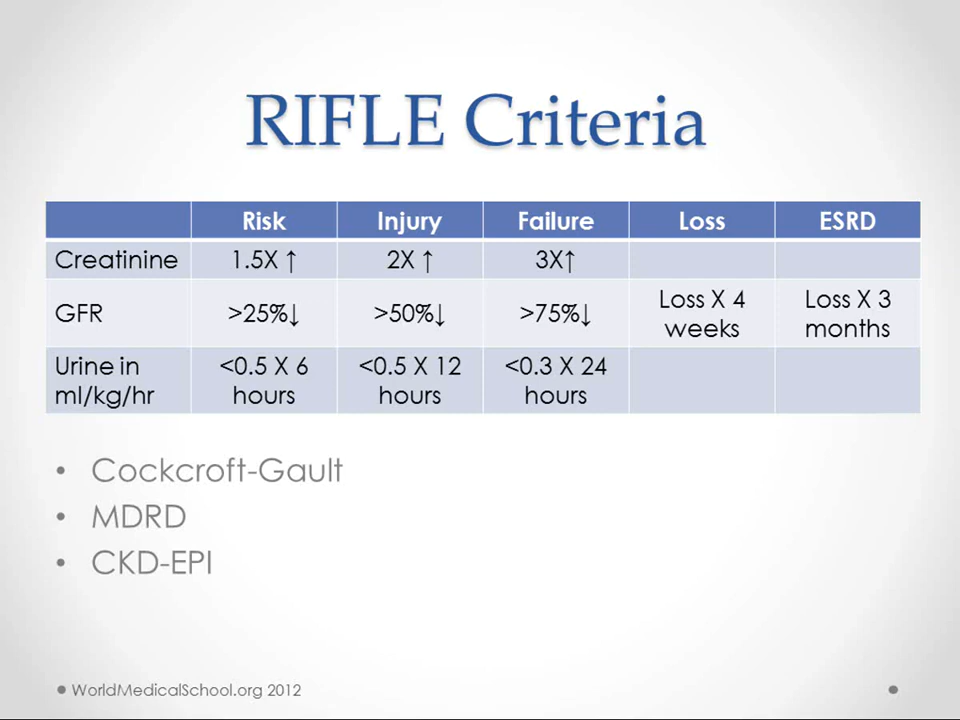 RIFLE Criteria
Risk Injury Failure Loss ESRD
Creatinine 1.5X ↑ 2X ↑ 3X↑
GFR >25%↓ >50%↓ >75%↓ Loss X 4 weeks Loss X 3 months
Urine in ml/kg/hr <0.5 X 6 hours <0.5 X 12 hours <0.3 X 24 hours
• Cockcroft-Gault
• MDRD
• CKD-EPI
WorldMedicalSchool.org 2012